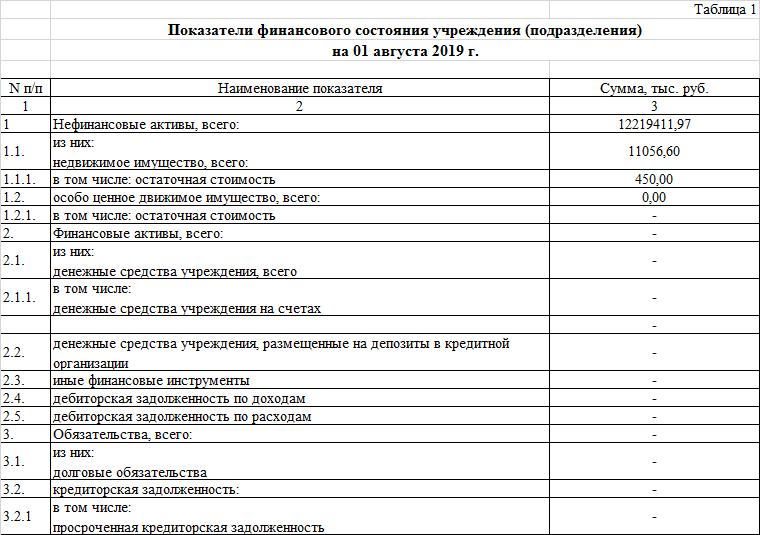 Таблица 1
Показатели финансового состояния учреждения (подразделения)
на 01 августа 2019 г.
N п/п Наименование показателя Сумма, тыс. руб.
1 2 3
1 Нефинансовые активы, всего: 12219411,97
1.1. из них:
недвижимое имущество, всего: 11056,60
1.1.1. в том числе: остаточная стоимость 450,00
1.2. особо ценное движимое имущество, всего: 0,00
1.2.1. в том числе: остаточная стоимость -
2. Финансовые активы, всего: -
2.1. из них:
денежные средства учреждения, всего -
2.1.1. в том числе:
денежные средства учреждения на счетах -
-
2.2. денежные средства учреждения, размещенные на депозиты в кредитной
организации -
2.3. иные финансовые инструменты -
2.4. дебиторская задолженность по доходам -
2.5. дебиторская задолженность по расходам -
3. Обязательства, всего: -
3.1. из них:
долговые обязательства -
3.2. кредиторская задолженность: -
3.2.1 в том числе:
просроченная кредиторская задолженность -